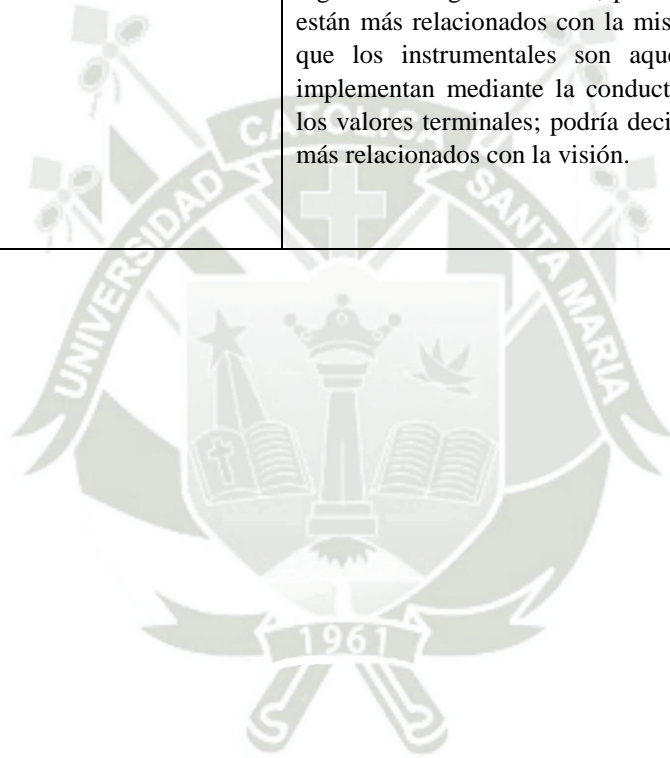 están más relacionados con la mis
que los instrumentales son aque
implementan mediante la conduct
los valores terminales; podría deci
más relacionados con la visión.
UNIVERSIDAD CATOLICA SANTA MARIA
1961